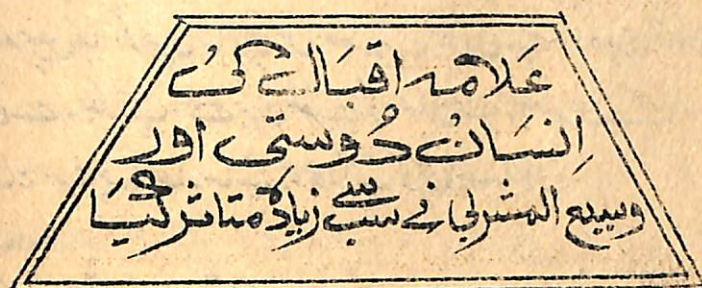 علامہ اقبال کی
انسان دوستی اور
وسیع المشربی نے سب سے زیادہ متاثر کیا